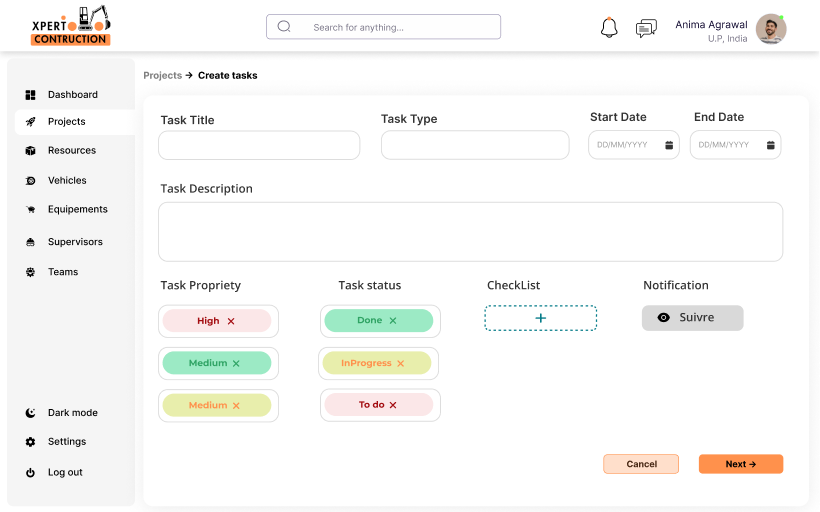 XPERT
CONTRUCTION
Search for anything...
Anima Agrawal
U.P, India
Dashboard
Projects
Resources
Vehicles
Equipements
Supervisors
Teams
Dark mode
Settings
Log out
Projects → Create tasks
Task Title
Task Type
Start Date
End Date
DD/MM/YYYY
DD/MM/YYYY
Task Description
Task Propriety
Task status
CheckList
Notification
High ×
Done ×
+
Suivre
Medium ×
InProgress ×
Medium ×
To do ×
Cancel
Next →